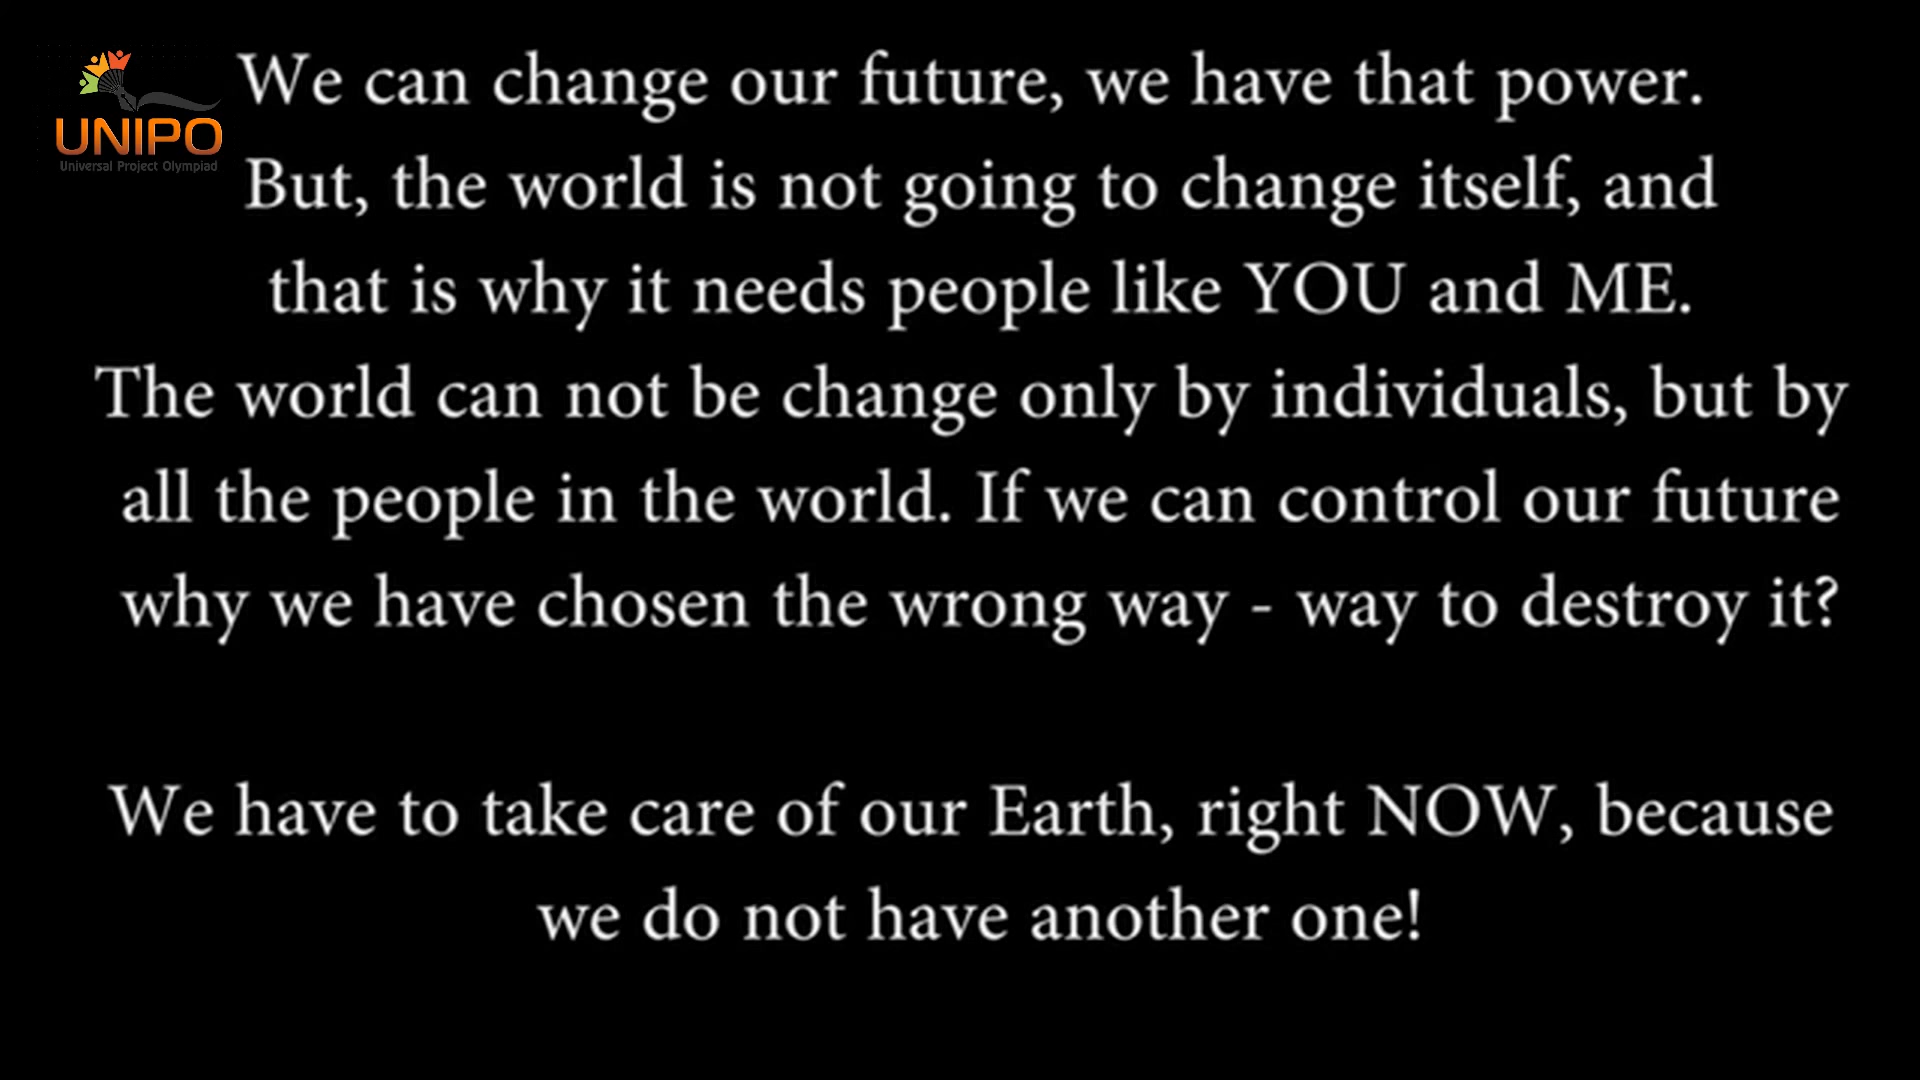 UNIPO
Universal Project Olympiad
We can change our future, we have that power.
But, the world is not going to change itself, and
that is why it needs people like YOU and ME.
The world can not be change only by individuals, but by
all the people in the world. If we can control our future
why we have chosen the wrong way - way to destroy it?
We have to take care of our Earth, right NOW, because
we do not have another one!